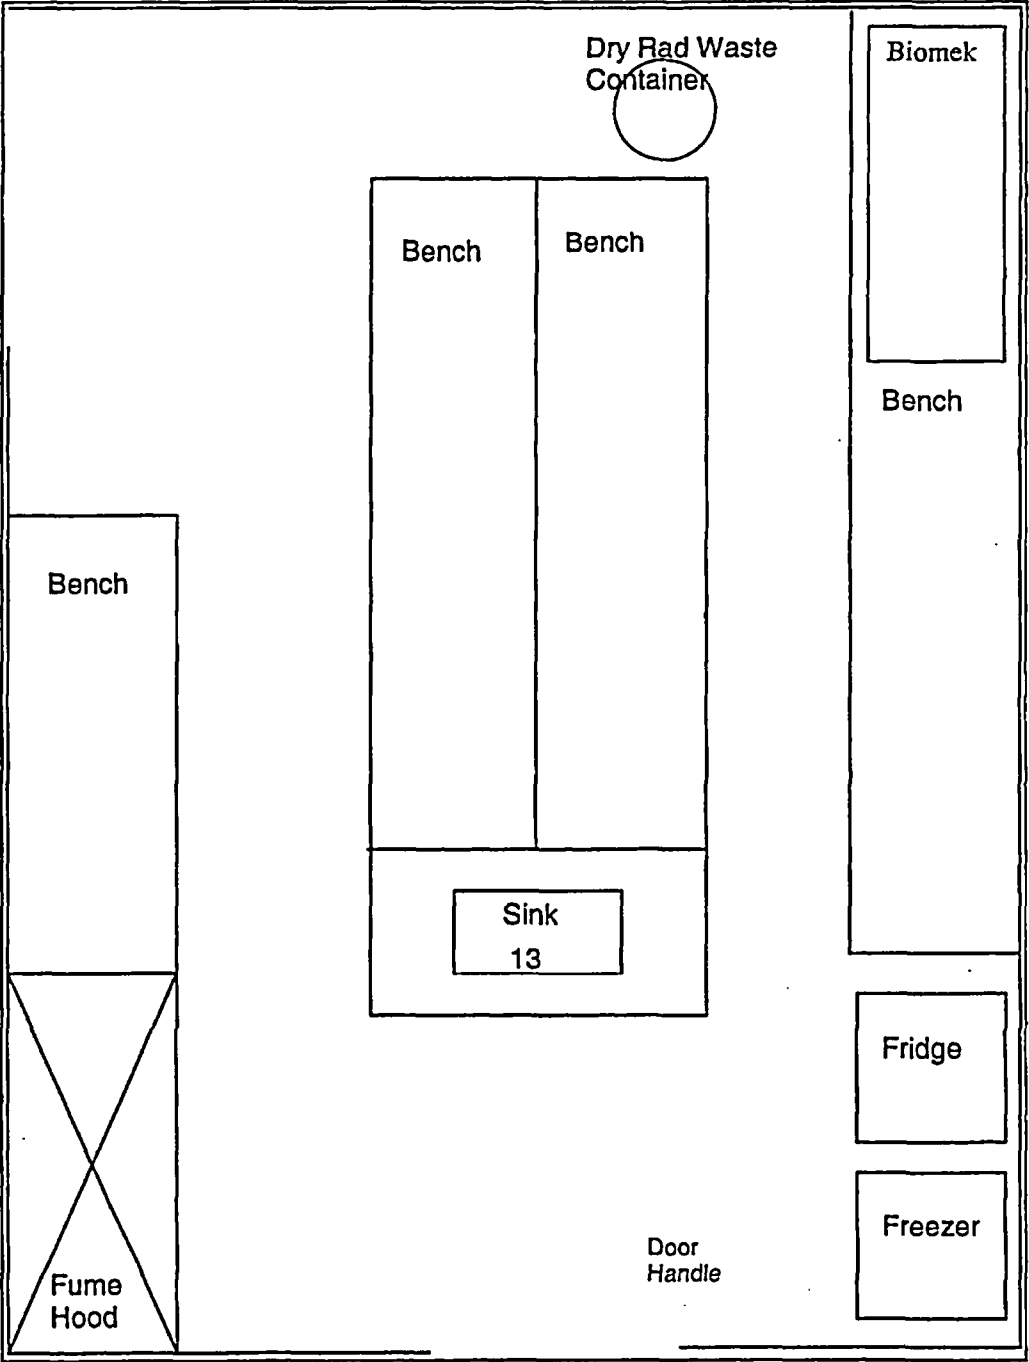 Dry Rad Waste
Container
Biomek
Bench
Bench
Bench
Bench
Sink
13
Fridge
Freezer
Door
Handle
Fume
Hood